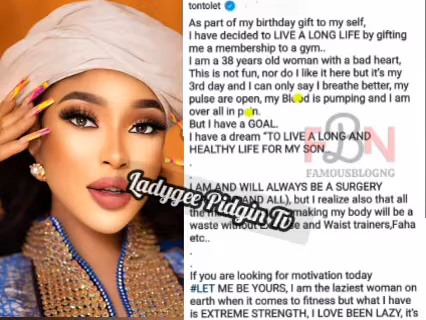 tontolet
As part of my birthday gift to my self,
I have decided to LIVE A LONG LIFE by gifting
me a membership to a gym..
I am a 38 years old woman with a bad heart,
This is not fun, nor do I like it here but it's my
3rd day and I can only say I breathe better, my
pulse are open, my Blood is pumping and I am
over all in pain.
But I have a GOAL.
I have a dream "TO LIVE A LONG AND
HEALTHY LIFE FOR MY SON...
FBN
FAMOUSBLOGNG
.
Ladygee Pidgin Tv
I AM AND WILL ALWAYS BE A SURGERY
AND ALL), but I realize also that all
the making my body will be a
waste without and Waist trainers,Faha
etc..
.
If you are looking for motivation today
#LET ME BE YOURS, I am the laziest woman on
earth when it comes to fitness but what I have
is EXTREME STRENGTH, I LOVE BEEN LAZY, it's